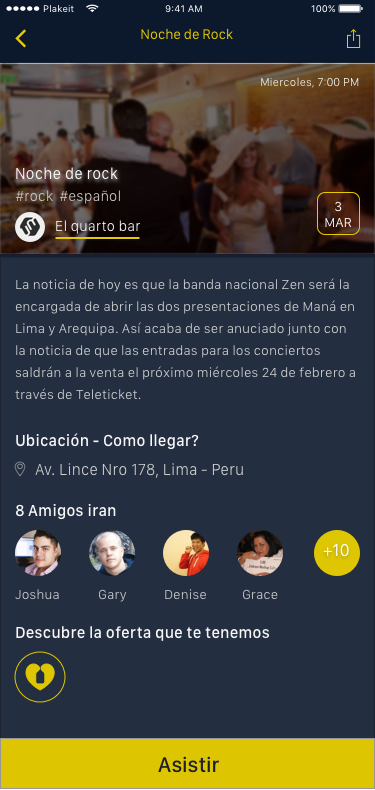 Plakeit
9:41 AM
100%
Noche de Rock
Miercoles, 7:00 PM
Noche de rock
#rock #español
El quarto bar
3
MAR
La noticia de hoy es que la banda nacional Zen será la
encargada de abrir las dos presentaciones de Maná en
Lima y Arequipa. Así acaba de ser anuciado junto con
la noticia de que las entradas para los conciertos
saldrán a la venta el próximo miércoles 24 de febrero a
través de Teleticket.
Ubicación - Como llegar?
Av. Lince Nro 178, Lima - Peru
8 Amigos iran
+10
Joshua
Gary
Denise
Grace
Descubre la oferta que te tenemos
Asistir